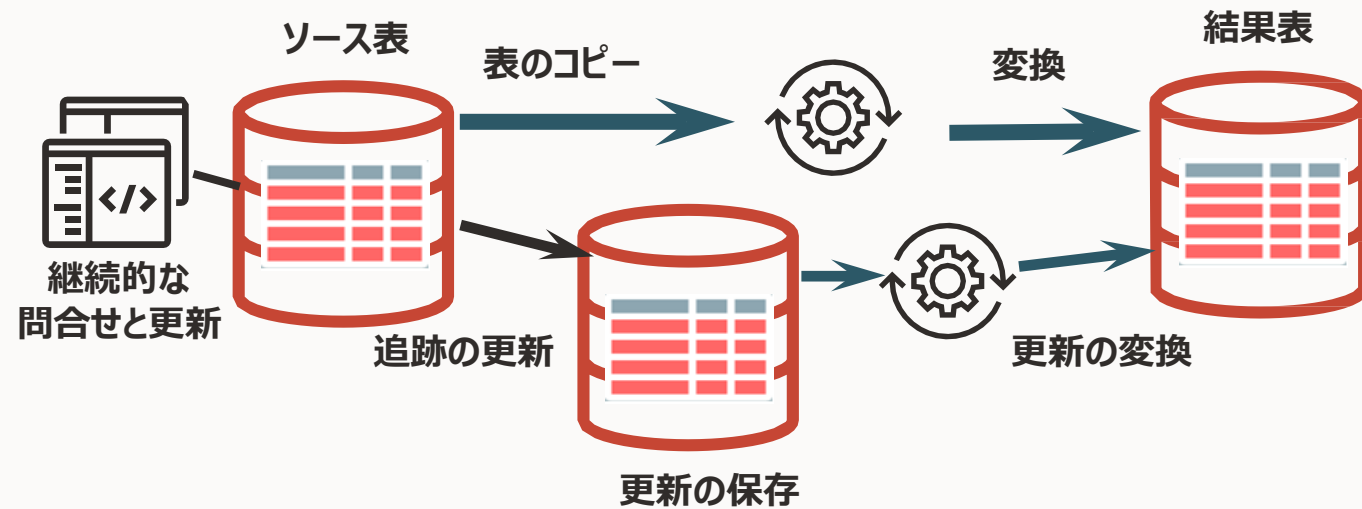 ソース表
表のコピー
変換
結果表
</>
継続的な
問合せと更新
追跡の更新
更新の変換
更新の保存